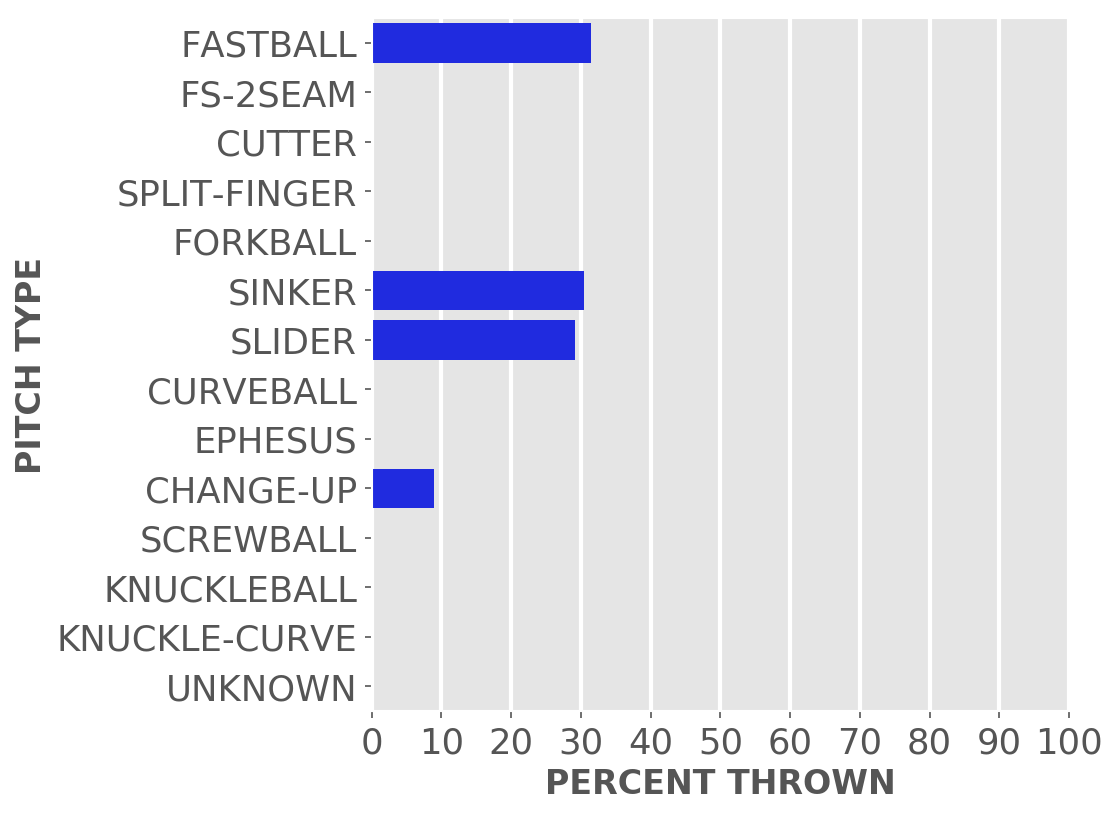 FASTBALL
FS-2SEAM
CUTTER
SPLIT-FINGER
FORKBALL
SINKER
SLIDER
CURVEBALL
EPHESUS
CHANGE-UP
SCREWBALL
KNUCKLEBALL
KNUCKLE-CURVE
UNKNOWN
PITCH TYPE
0 10 20 30 40 50 60 70 80 90 100
PERCENT THROWN